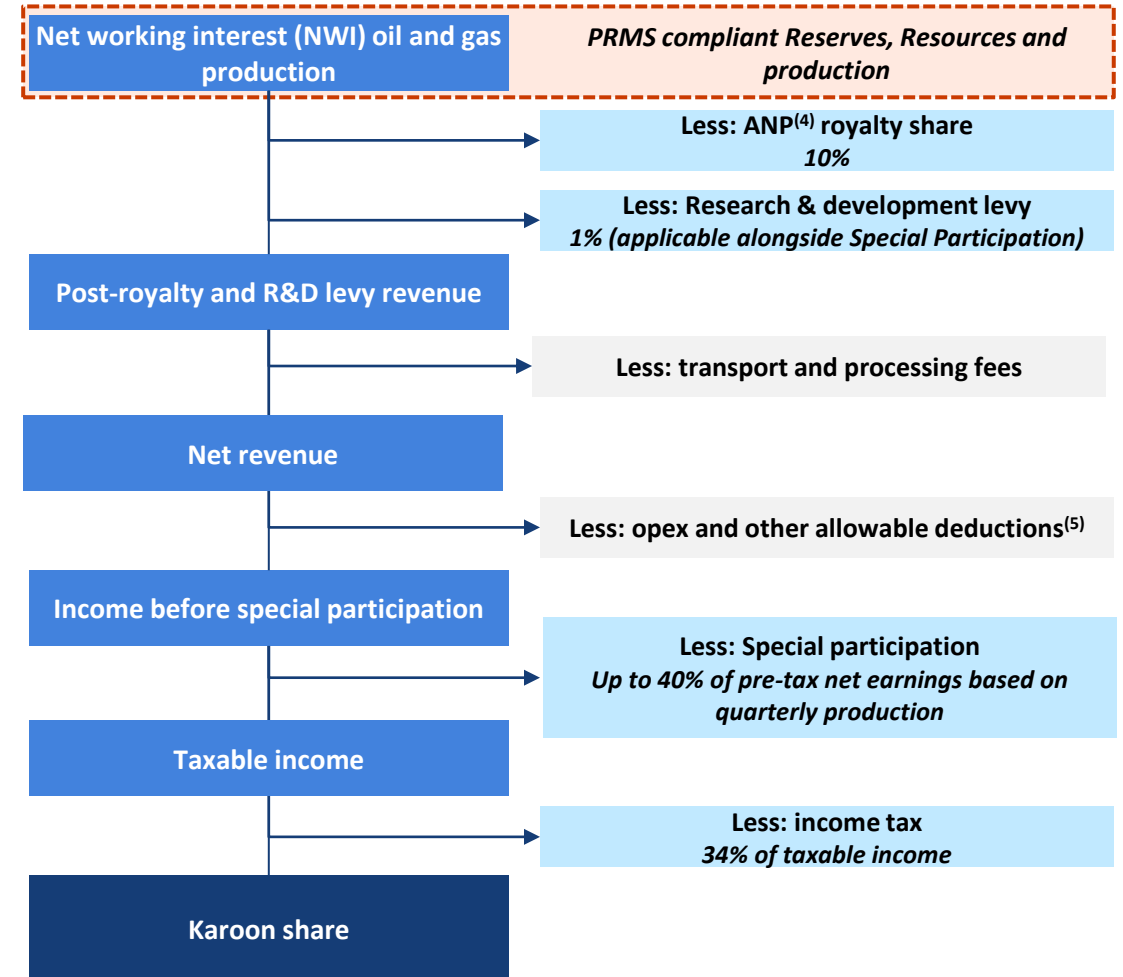 Net working interest (NWI) oil and gas
production
PRMS compliant Reserves, Resources and
production
Less: ANP(4) royalty share
10%
Less: Research & development levy
1% (applicable alongside Special Participation)
Post-royalty and R&D levy revenue
Less: transport and processing fees
Net revenue
Less: opex and other allowable deductions(5)
Income before special participation
Less: Special participation
Up to 40% of pre-tax net earnings based on
quarterly production
Taxable income
Less: income tax
34% of taxable income
Karoon share